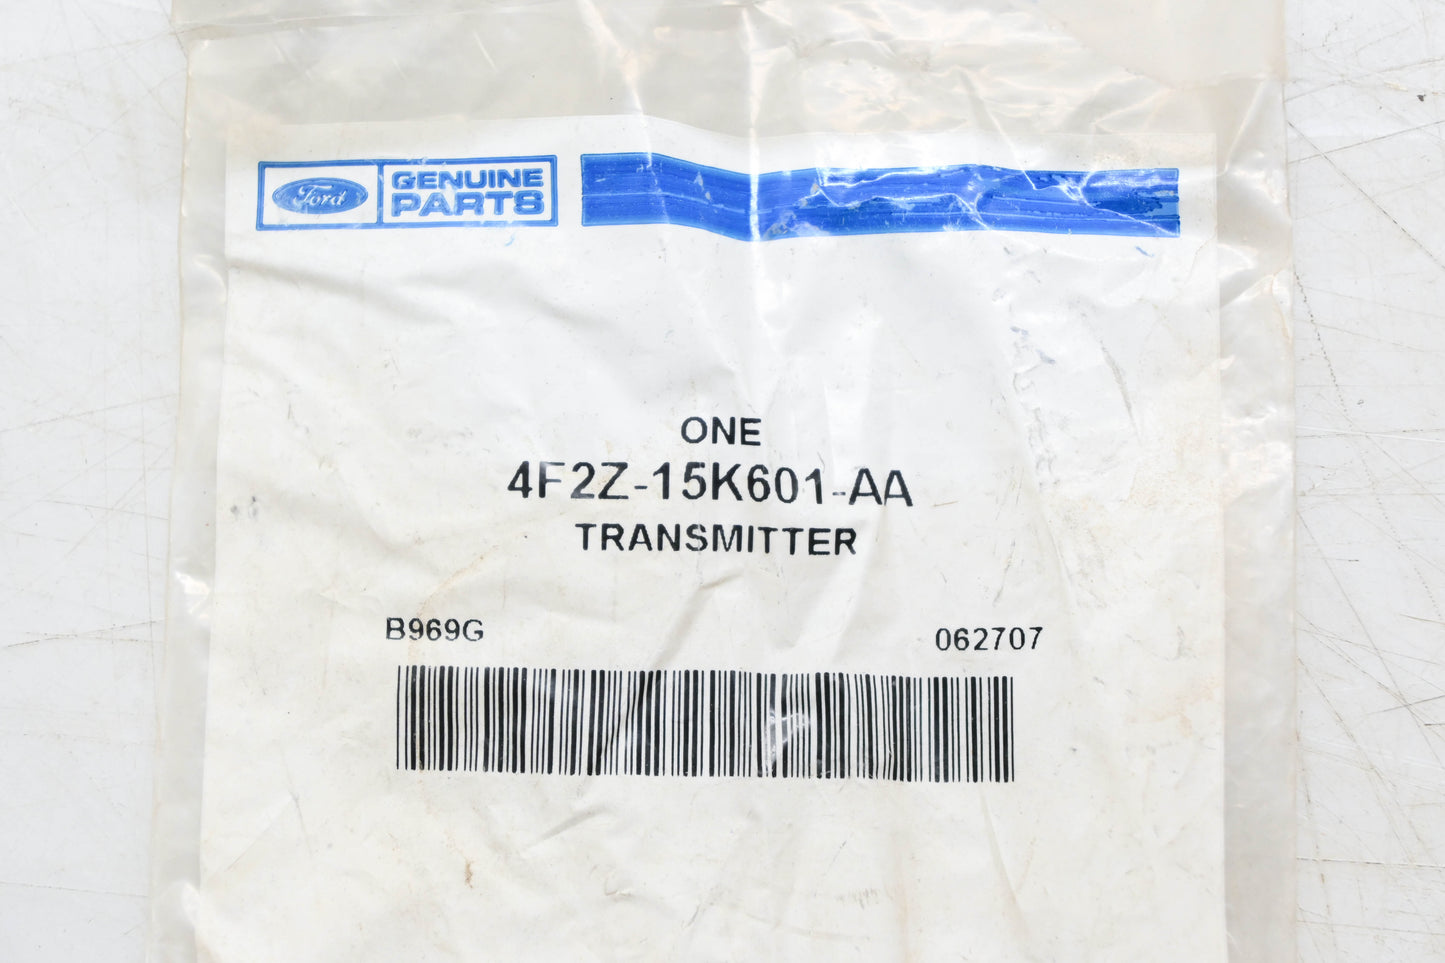 Ford
GENUINE
PARTS
ONE
4F2Z-15K601-AA
TRANSMITTER
B969G
062707